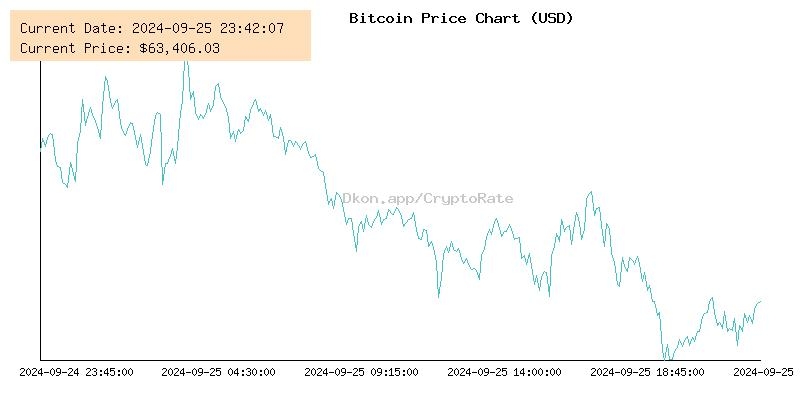 Bitcoin Price Chart (USD)
Current Date: 2024-09-25 23:42:07
Current Price: $63,406.03
Dkon.app/CryptoRate
2024-09-24 23:45:00 2024-09-25 04:30:00 2024-09-25 09:15:00 2024-09-25 14:00:00 2024-09-25 18:45:00 2024-09-25